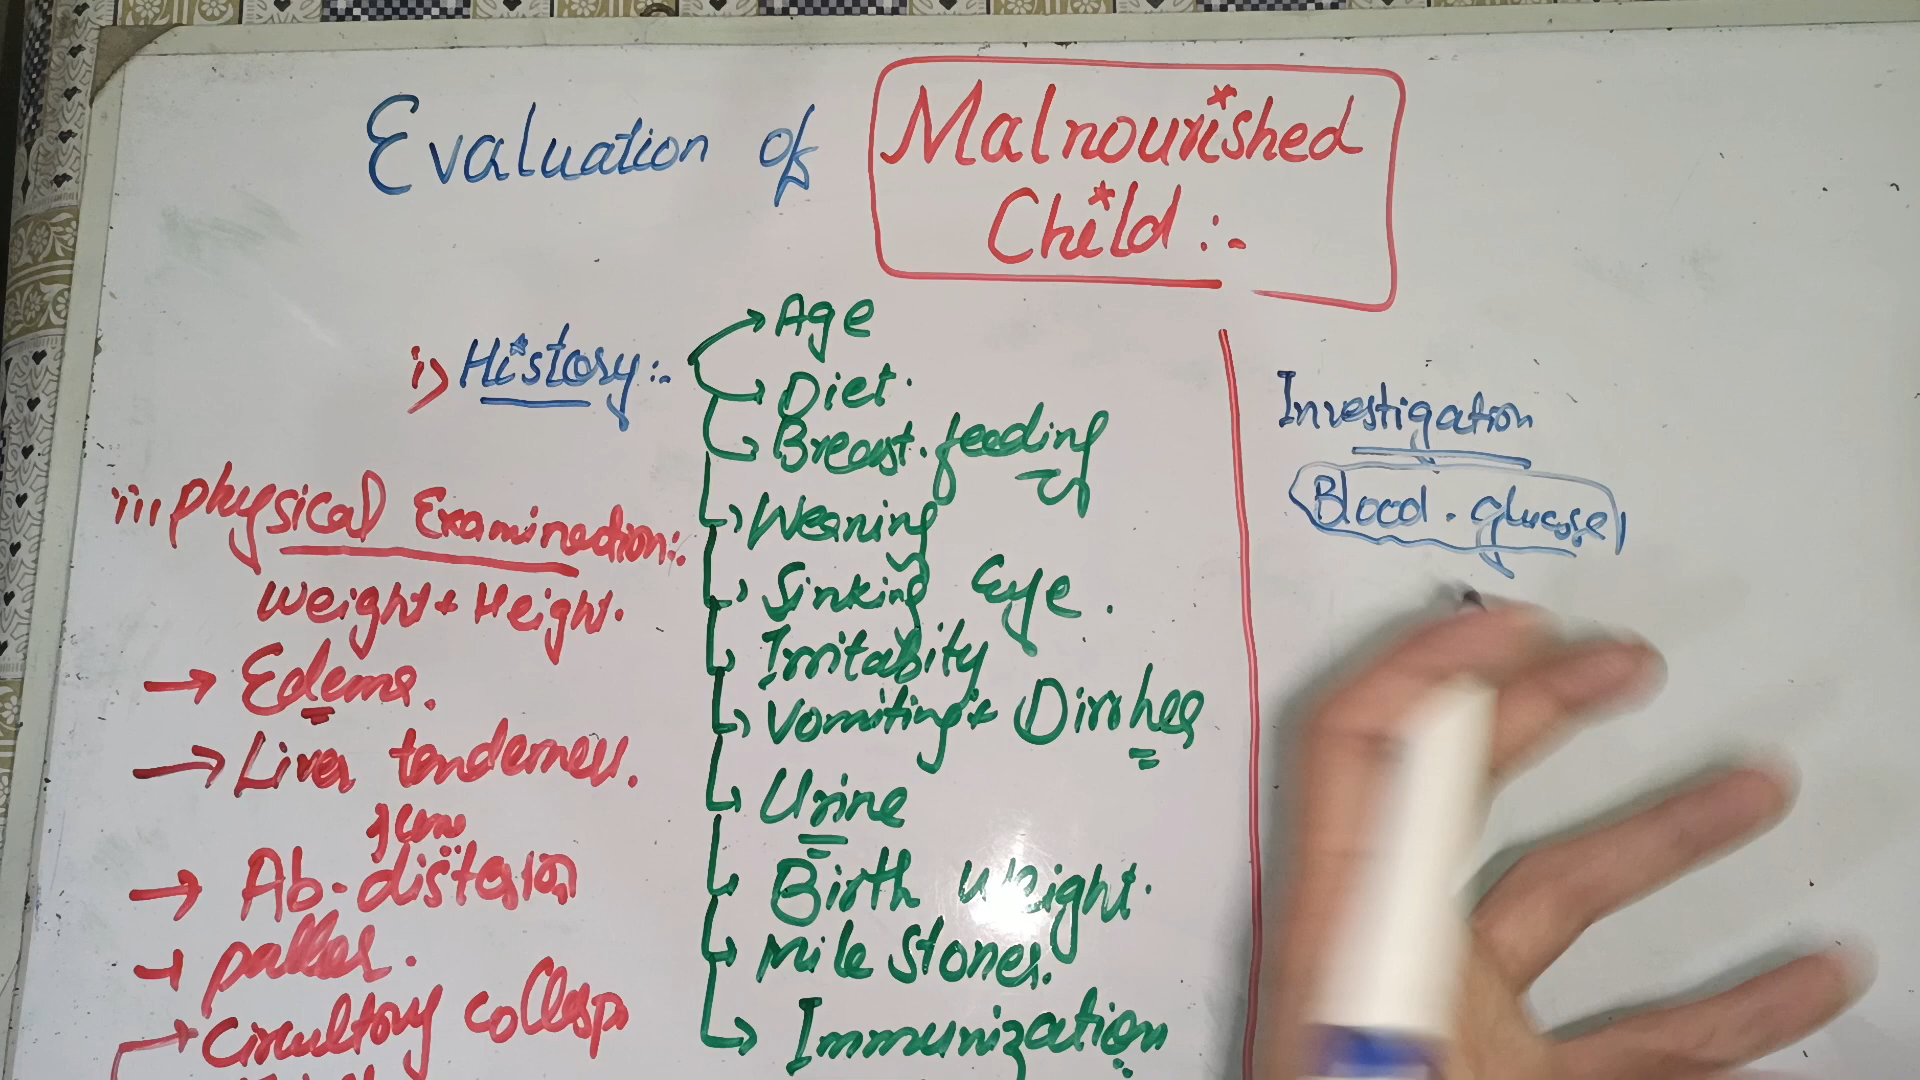 Evaluation of Malnourished
Child :-
i) History:-
Age
Diet.
Breast. feeding
Weaning
Sinking Eye.
Irritability
Vomiting + Dirrhea
Urine
Birth weight.
Mile Stones.
Immunization
ii) physical Examination:-
weight + Height.
→ Edema.
→ Liver tenderness.
→ Ab. distension
→ pallor.
→ Circultory collaps
Investigation
Blood. glucose